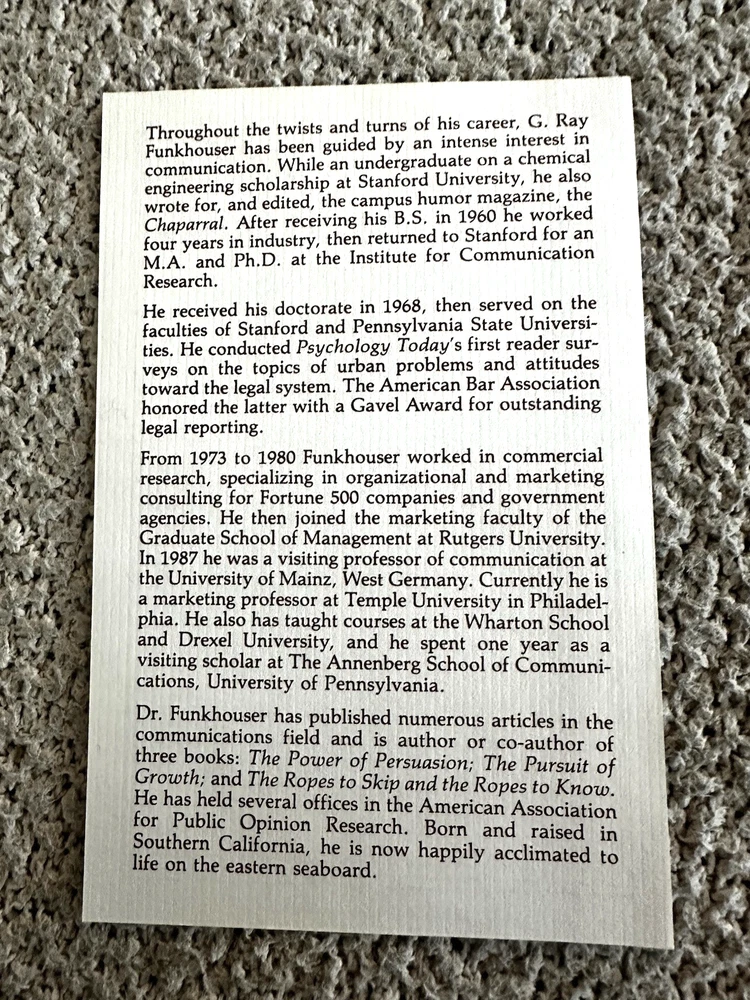 Throughout the twists and turns of his career, G. Ray
Funkhouser has been guided by an intense interest in
communication. While an undergraduate on a chemical
engineering scholarship at Stanford University, he also
wrote for, and edited, the campus humor magazine, the
Chaparral. After receiving his B.S. in 1960 he worked
four years in industry, then returned to Stanford for an
M.A. and Ph.D. at the Institute for Communication
Research.
He received his doctorate in 1968, then served on the
faculties of Stanford and Pennsylvania State Universi-
ties. He conducted Psychology Today's first reader sur-
veys on the topics of urban problems and attitudes
toward the legal system. The American Bar Association
honored the latter with a Gavel Award for outstanding
legal reporting.
From 1973 to 1980 Funkhouser worked in commercial
research, specializing in organizational and marketing
consulting for Fortune 500 companies and government
agencies. He then joined the marketing faculty of the
Graduate School of Management at Rutgers University.
In 1987 he was a visiting professor of communication at
the University of Mainz, West Germany. Currently he is
a marketing professor at Temple University in Philadel-
phia. He also has taught courses at the Wharton School
and Drexel University, and he spent one year as a
visiting scholar at The Annenberg School of Communi-
cations, University of Pennsylvania.
Dr. Funkhouser has published numerous articles in the
communications field and is author or co-author of
three books: The Power of Persuasion; The Pursuit of
Growth; and The Ropes to Skip and the Ropes to Know.
He has held several offices in the American Association
for Public Opinion Research. Born and raised in
Southern California, he is now happily acclimated to
life on the eastern seaboard.